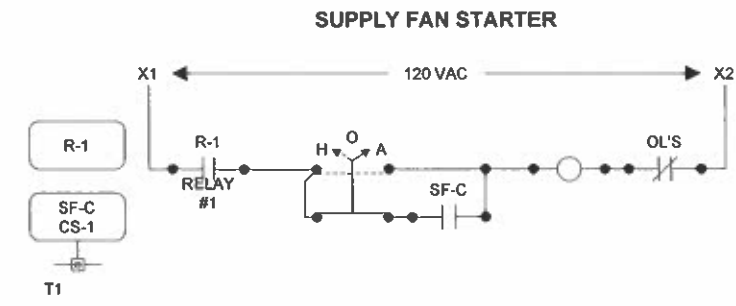 SUPPLY FAN STARTER
X1
120 VAC
X2
R-1
R-1
RELAY
#1
H O A
OL'S
SF-C
SF-C
CS-1
T1